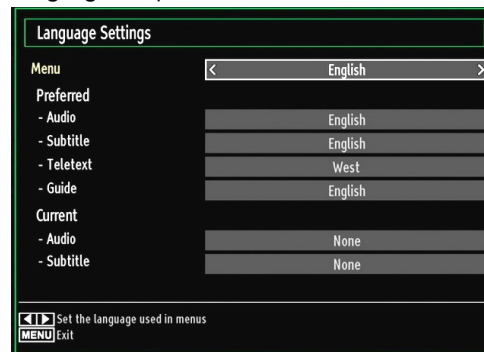 Language Settings
Menu < English >
Preferred
- Audio English
- Subtitle English
- Teletext West
- Guide English
Current
- Audio None
- Subtitle None
◀ ▶ Set the language used in menus
MENU Exit